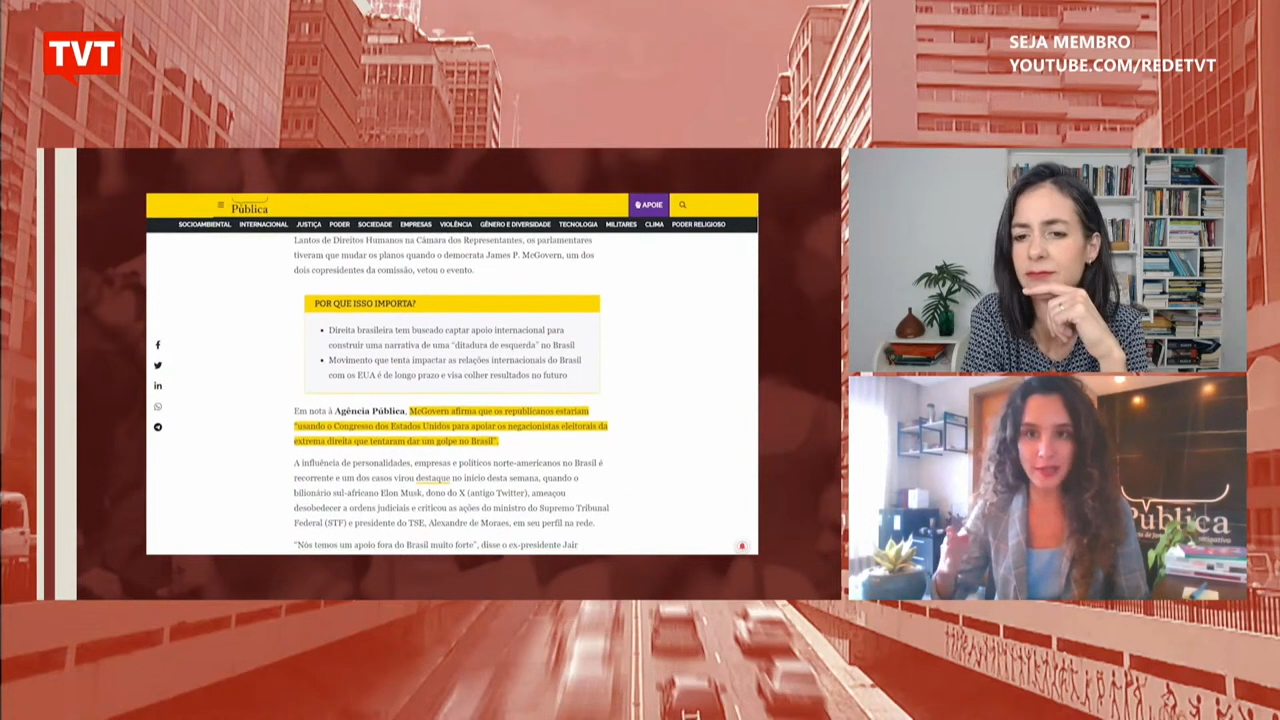 TVT
SEJA MEMBRO
YOUTUBE.COM/REDETVT
Pública
APOIE
SOCIOAMBIENTAL INTERNACIONAL JUSTIÇA PODER SOCIEDADE EMPRESAS VIOLÊNCIA GÊNERO E DIVERSIDADE TECNOLOGIA MILITARES CLIMA PODER RELIGIOSO
Lantos de Direitos Humanos na Câmara dos Representantes, os parlamentares
tiveram que mudar os planos quando o democrata James P. McGovern, um dos
dois copresidentes da comissão, vetou o evento.
POR QUE ISSO IMPORTA?
• Direita brasileira tem buscado captar apoio internacional para
construir uma narrativa de uma “ditadura de esquerda” no Brasil
• Movimento que tenta impactar as relações internacionais do Brasil
com os EUA é de longo prazo e visa colher resultados no futuro
Em nota à Agência Pública, McGovern afirma que os republicanos estariam
“usando o Congresso dos Estados Unidos para apoiar os negacionistas eleitorais da
extrema direita que tentaram dar um golpe no Brasil”.
A influência de personalidades, empresas e políticos norte-americanos no Brasil é
recorrente e um dos casos virou destaque no início desta semana, quando o
bilionário sul-africano Elon Musk, dono do X (antigo Twitter), ameaçou
desobedecer a ordens judiciais e criticou as ações do ministro do Supremo Tribunal
Federal (STF) e presidente do TSE, Alexandre de Moraes, em seu perfil na rede.
“Nós temos um apoio fora do Brasil muito forte”, disse o ex-presidente Jair
Pública